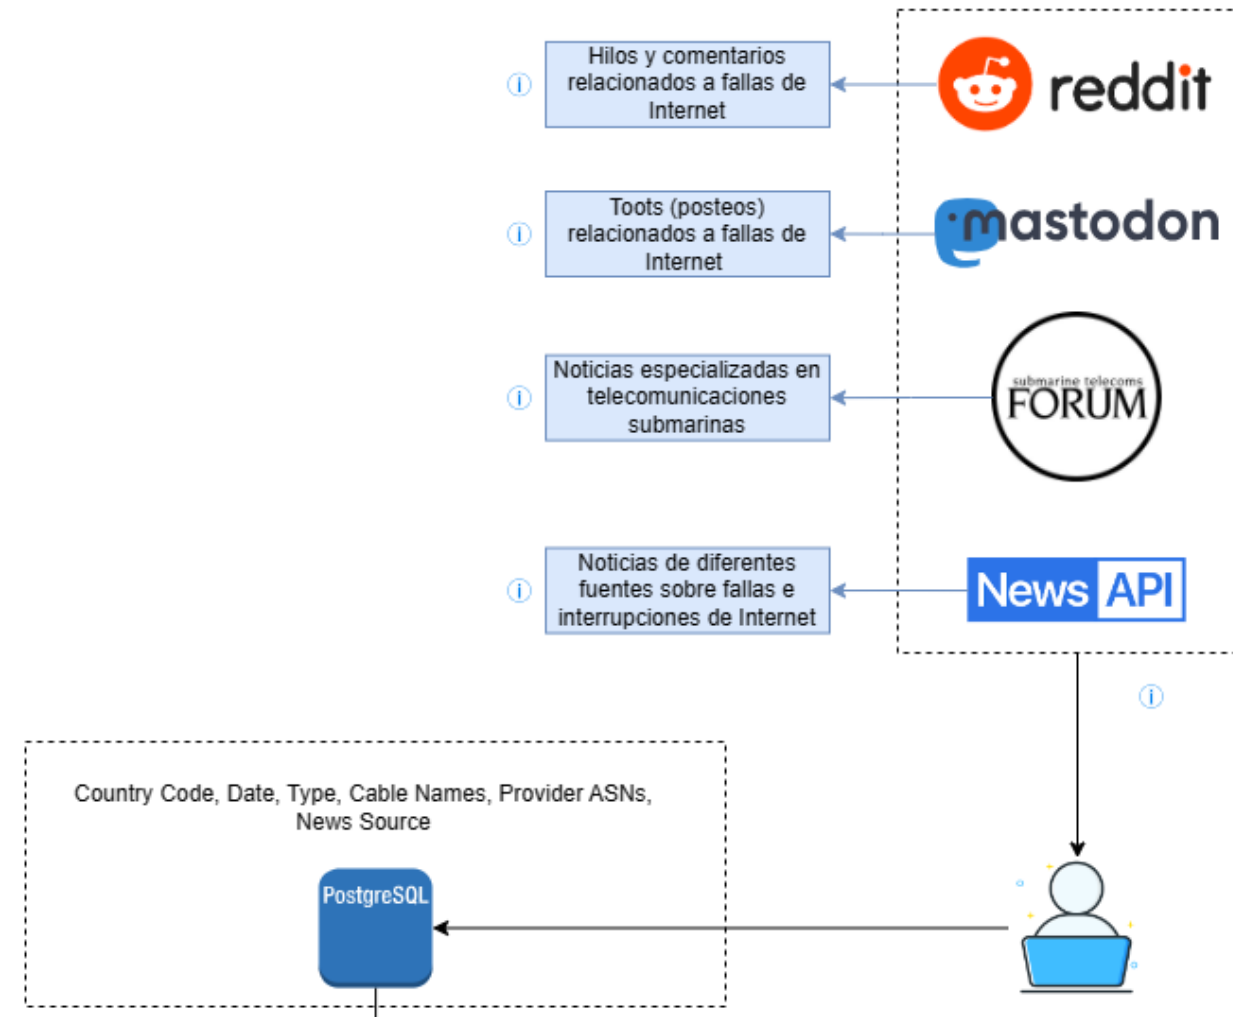 Hilos y comentarios
relacionados a fallas de
Internet
reddit
Toots (posteos)
relacionados a fallas de
Internet
mastodon
Noticias especializadas en
telecomunicaciones
submarinas
submarine telecoms
FORUM
Noticias de diferentes
fuentes sobre fallas e
interrupciones de Internet
News API
Country Code, Date, Type, Cable Names, Provider ASNs,
News Source
PostgreSQL